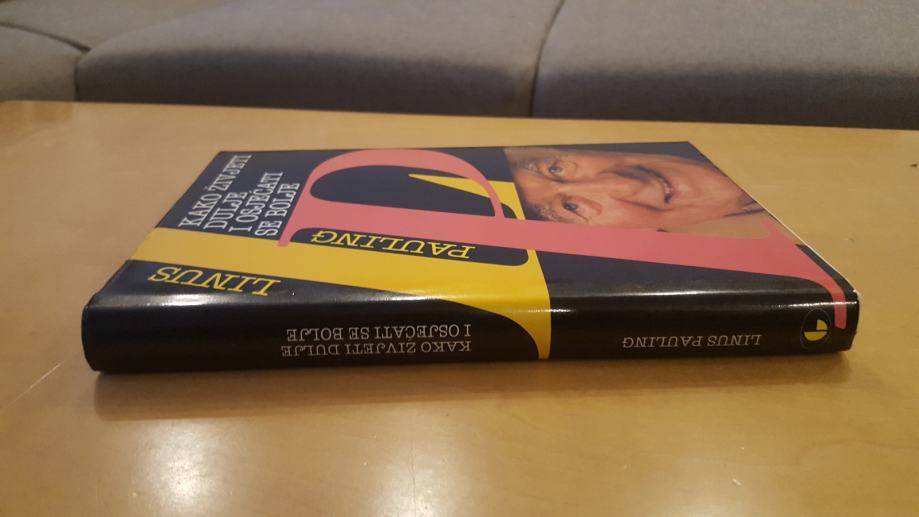 KAKO ŽIVJETI
DULJE
I OSJEĆATI
SE BOLJE
LINUS
PAULING
LINUS PAULING
KAKO ŽIVJETI DULJE
I OSJEĆATI SE BOLJE